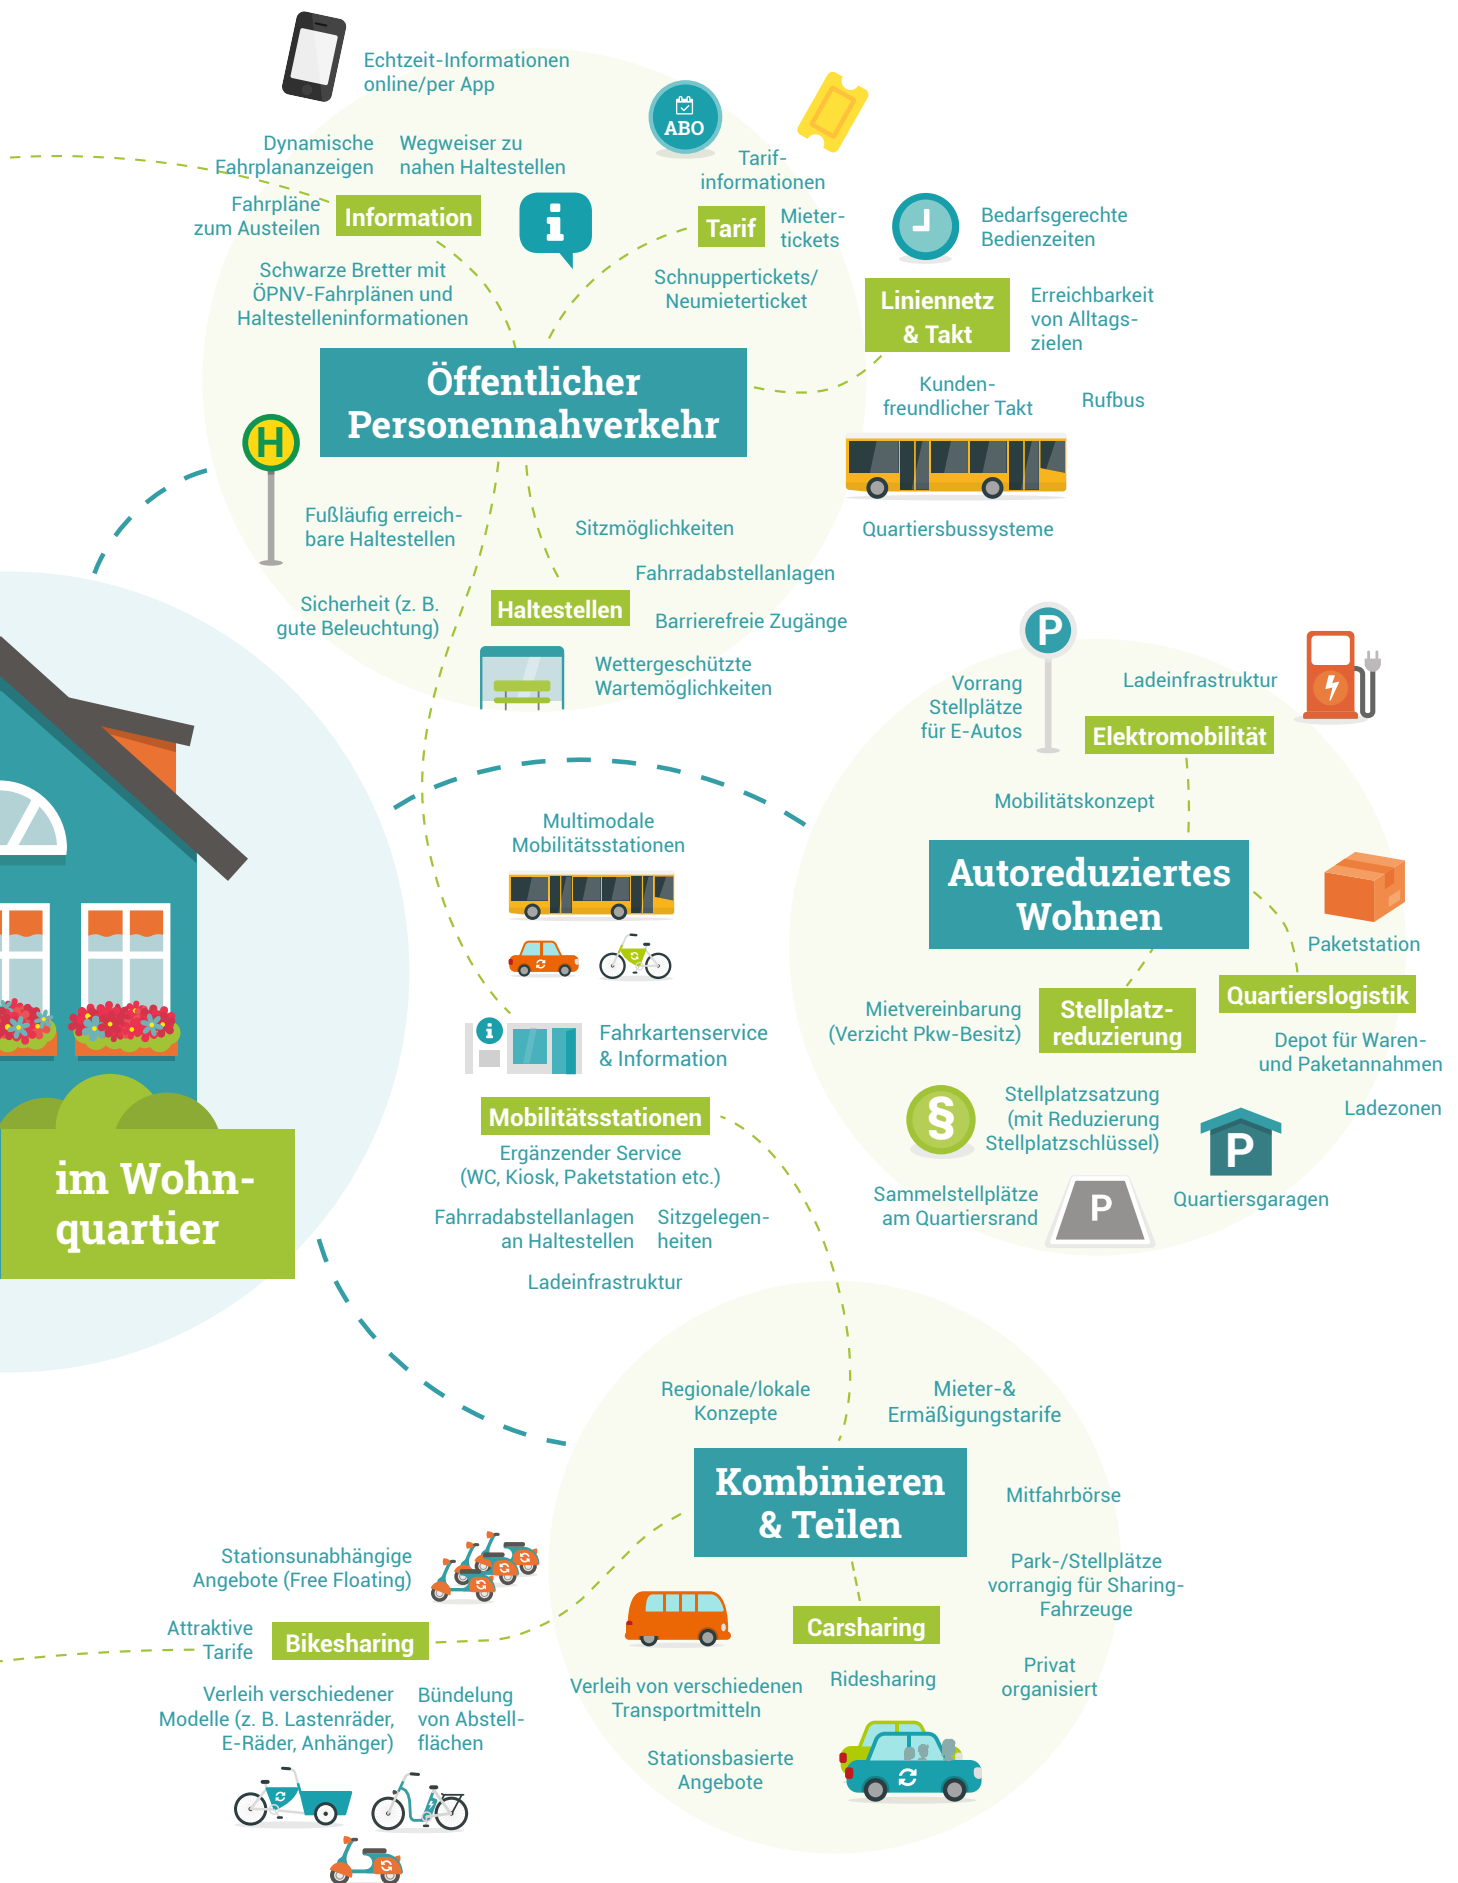 Echtzeit-Informationen
online/per App
ABO
Dynamische
Fahrplananzeigen
Wegweiser zu
nahen Haltestellen
Tarif-
informationen
Fahrpläne
zum Austeilen
Information
i
Tarif
Mieter-
tickets
Bedarfsgerechte
Bedienzeiten
Schwarze Bretter mit
ÖPNV-Fahrplänen und
Haltestelleninformationen
Schnuppertickets/
Neumieterticket
Liniennetz
& Takt
Erreichbarkeit
von Alltags-
zielen
Öffentlicher
Personennahverkehr
Kunden-
freundlicher Takt
Rufbus
H
Quartiersbussysteme
Fußläufig erreich-
bare Haltestellen
Sitzmöglichkeiten
Fahrradabstellanlagen
Sicherheit (z. B.
gute Beleuchtung)
Haltestellen
Barrierefreie Zugänge
Wettergeschützte
Wartemöglichkeiten
P
Vorrang
Stellplätze
für E-Autos
Ladeinfrastruktur
Elektromobilität
Mobilitätskonzept
Autoreduziertes
Wohnen
Multimodale
Mobilitätsstationen
Paketstation
Quartierslogistik
Mietvereinbarung
(Verzicht Pkw-Besitz)
Stellplatz-
reduzierung
Depot für Waren-
und Paketannahmen
Ladezonen
i
Fahrkartenservice
& Information
§
Stellplatzsatzung
(mit Reduzierung
Stellplatzschlüssel)
P
Quartiersgaragen
Sammelstellplätze
am Quartiersrand
P
Mobilitätsstationen
Ergänzender Service
(WC, Kiosk, Paketstation etc.)
Fahrradabstellanlagen
an Haltestellen
Sitzgelegen-
heiten
Ladeinfrastruktur
im Wohn-
quartier
Regionale/lokale
Konzepte
Mieter-&
Ermäßigungstarife
Kombinieren
& Teilen
Mitfahrbörse
Park-/Stellplätze
vorrangig für Sharing-
Fahrzeuge
Carsharing
Ridesharing
Privat
organisiert
Verleih von verschiedenen
Transportmitteln
Stationsbasierte
Angebote
Stationsunabhängige
Angebote (Free Floating)
Attraktive
Tarife
Bikesharing
Verleih verschiedener
Modelle (z. B. Lastenräder,
E-Räder, Anhänger)
Bündelung
von Abstell-
flächen